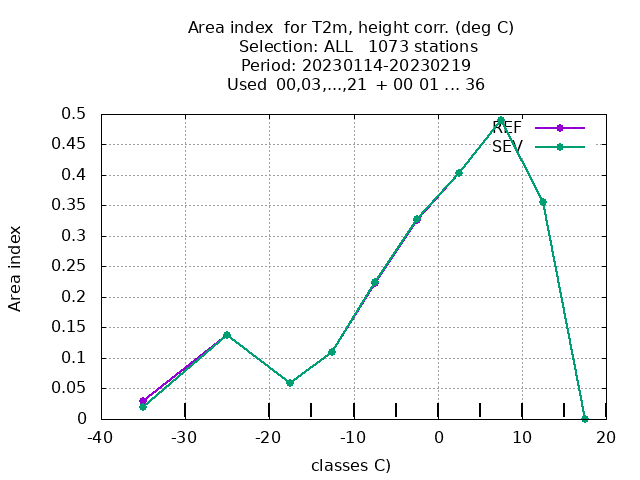 Area index  for T2m, height corr. (deg C)
Selection: ALL   1073 stations
Period: 20230114-20230219
Used  00,03,...,21  + 00 01 ... 36
REF
SEV
0.5
0.45
0.4
0.35
0.3
0.25
0.2
0.15
0.1
0.05
0
Area index
-40 -30 -20 -10 0 10 20
classes C)